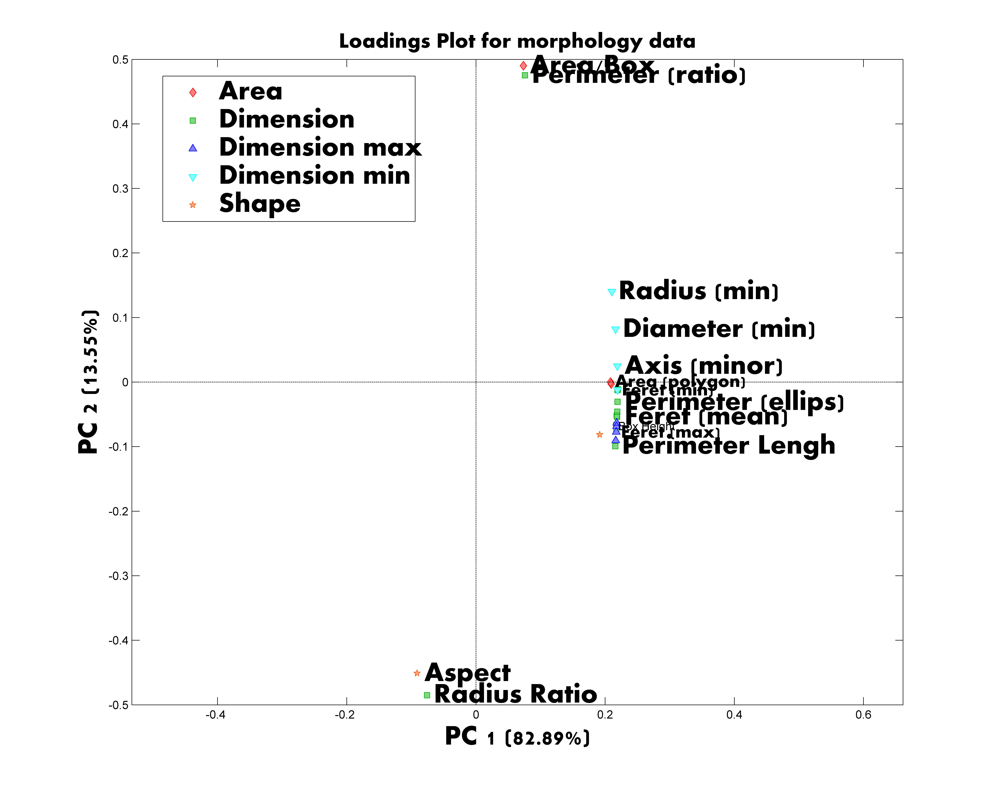 Loadings Plot for morphology data
0.5
0.4
0.3
0.2
0.1
0
-0.1
-0.2
-0.3
-0.4
-0.5
PC 2 (13.55%)
Area
Dimension
Dimension max
Dimension min
Shape
Area/Box
Perimeter (ratio)
Radius (min)
Diameter (min)
Axis (minor)
Area (polygon)
Feret (min)
Perimeter (ellips)
Feret (mean)
Box Height
Feret (max)
Perimeter Lengh
Aspect
Radius Ratio
-0.4
-0.2
0
0.2
0.4
0.6
PC 1 (82.89%)